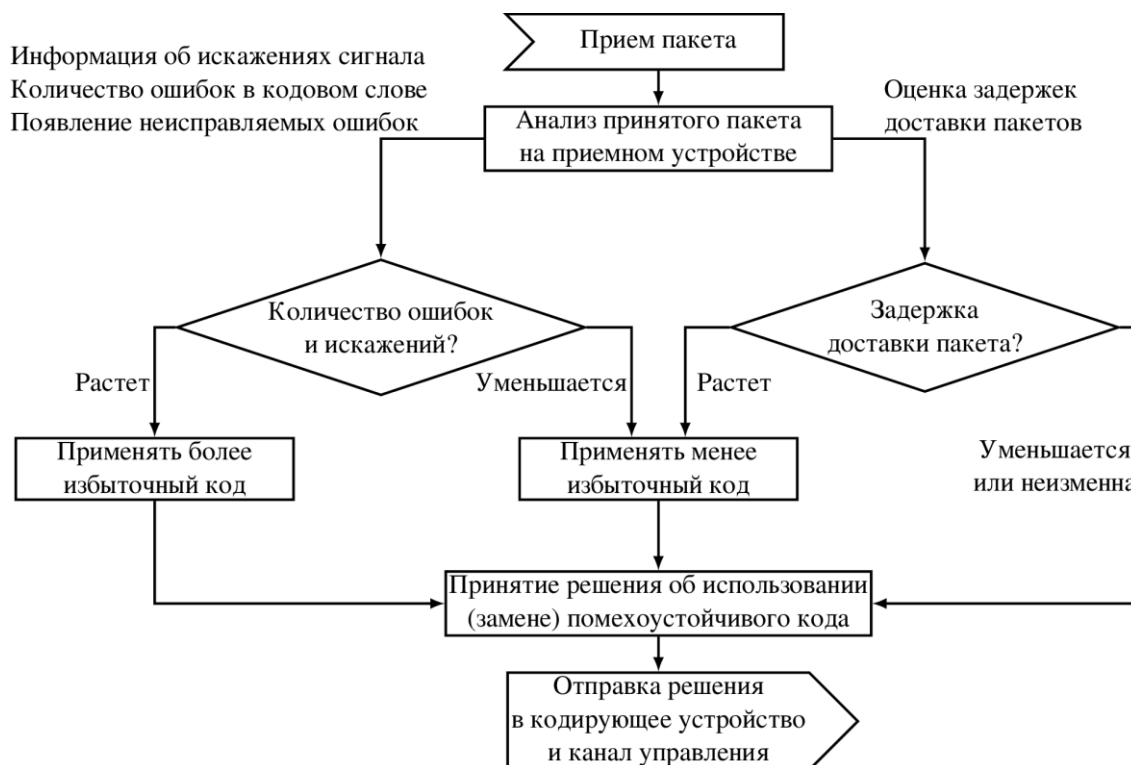 Прием пакета
Информация об искажениях сигнала
Количество ошибок в кодовом слове
Появление неисправляемых ошибок
Анализ принятого пакета
на приемном устройстве
Оценка задержек
доставки пакетов
Количество ошибок
и искажений?
Задержка
доставки пакета?
Растет
Уменьшается
Растет
Применять более
избыточный код
Применять менее
избыточный код
Уменьшается
или неизменна
Принятие решения об использовании
(замене) помехоустойчивого кода
Отправка решения
в кодирующее устройство
и канал управления